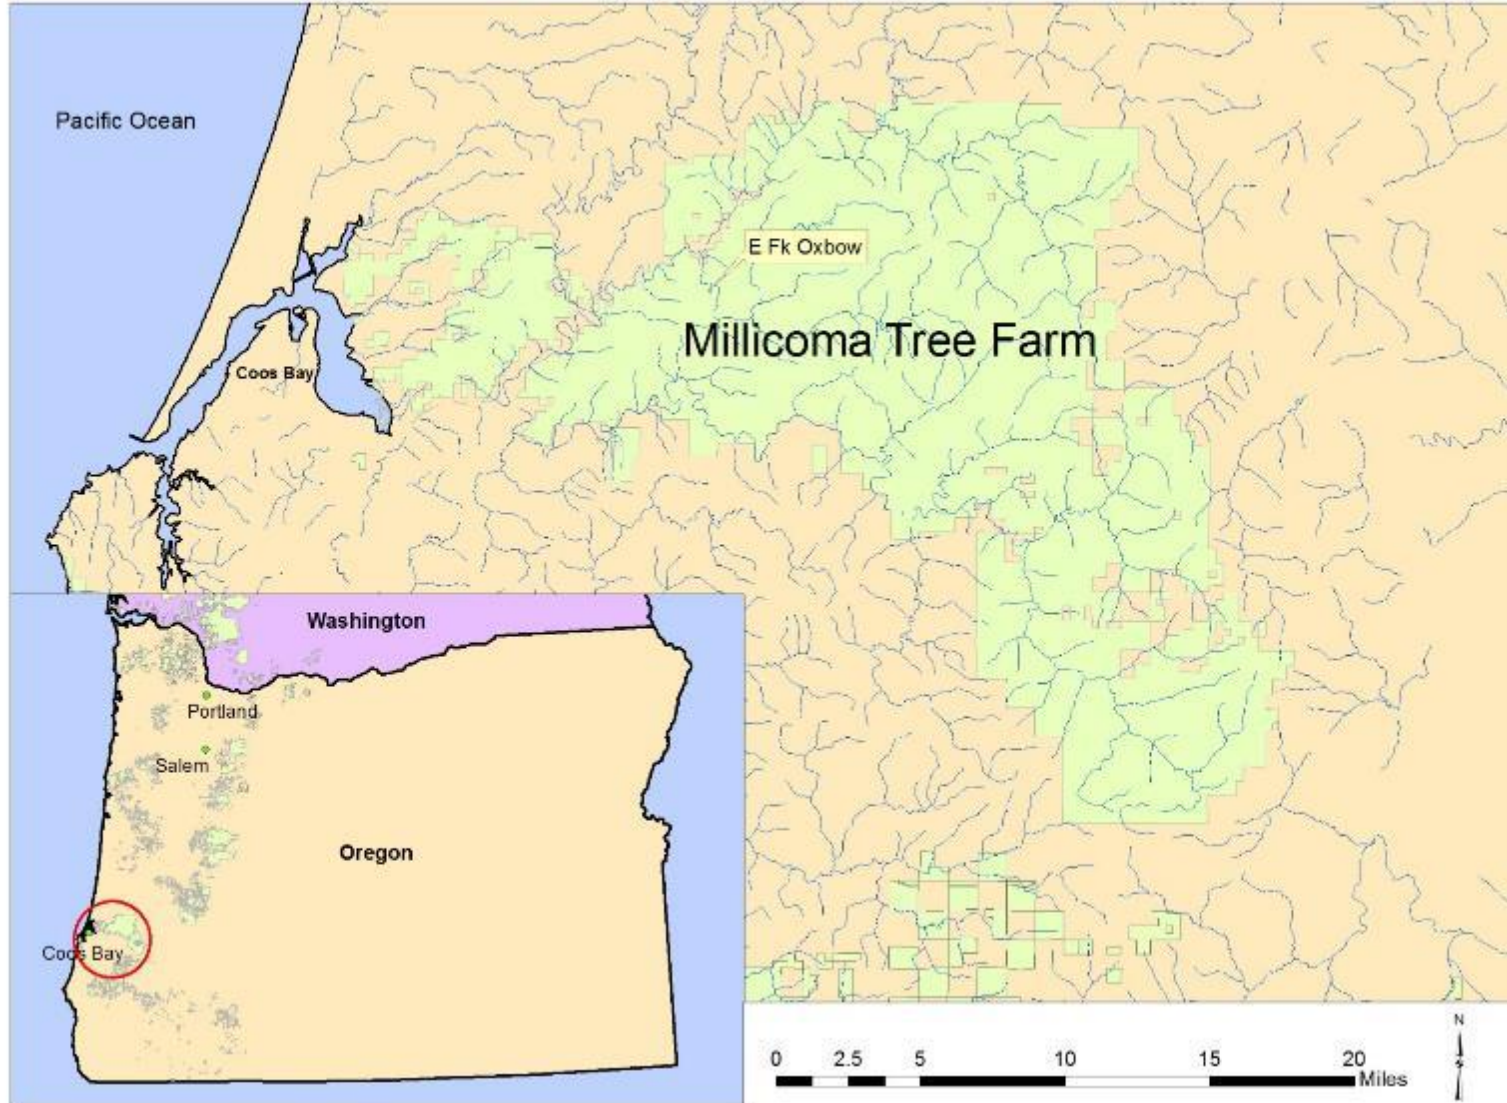 Pacific Ocean
E Fk Oxbow
Millicoma Tree Farm
Coos Bay
Washington
Portland
Salem
Oregon
Coos Bay
N
0 2.5 5 10 15 20
Miles